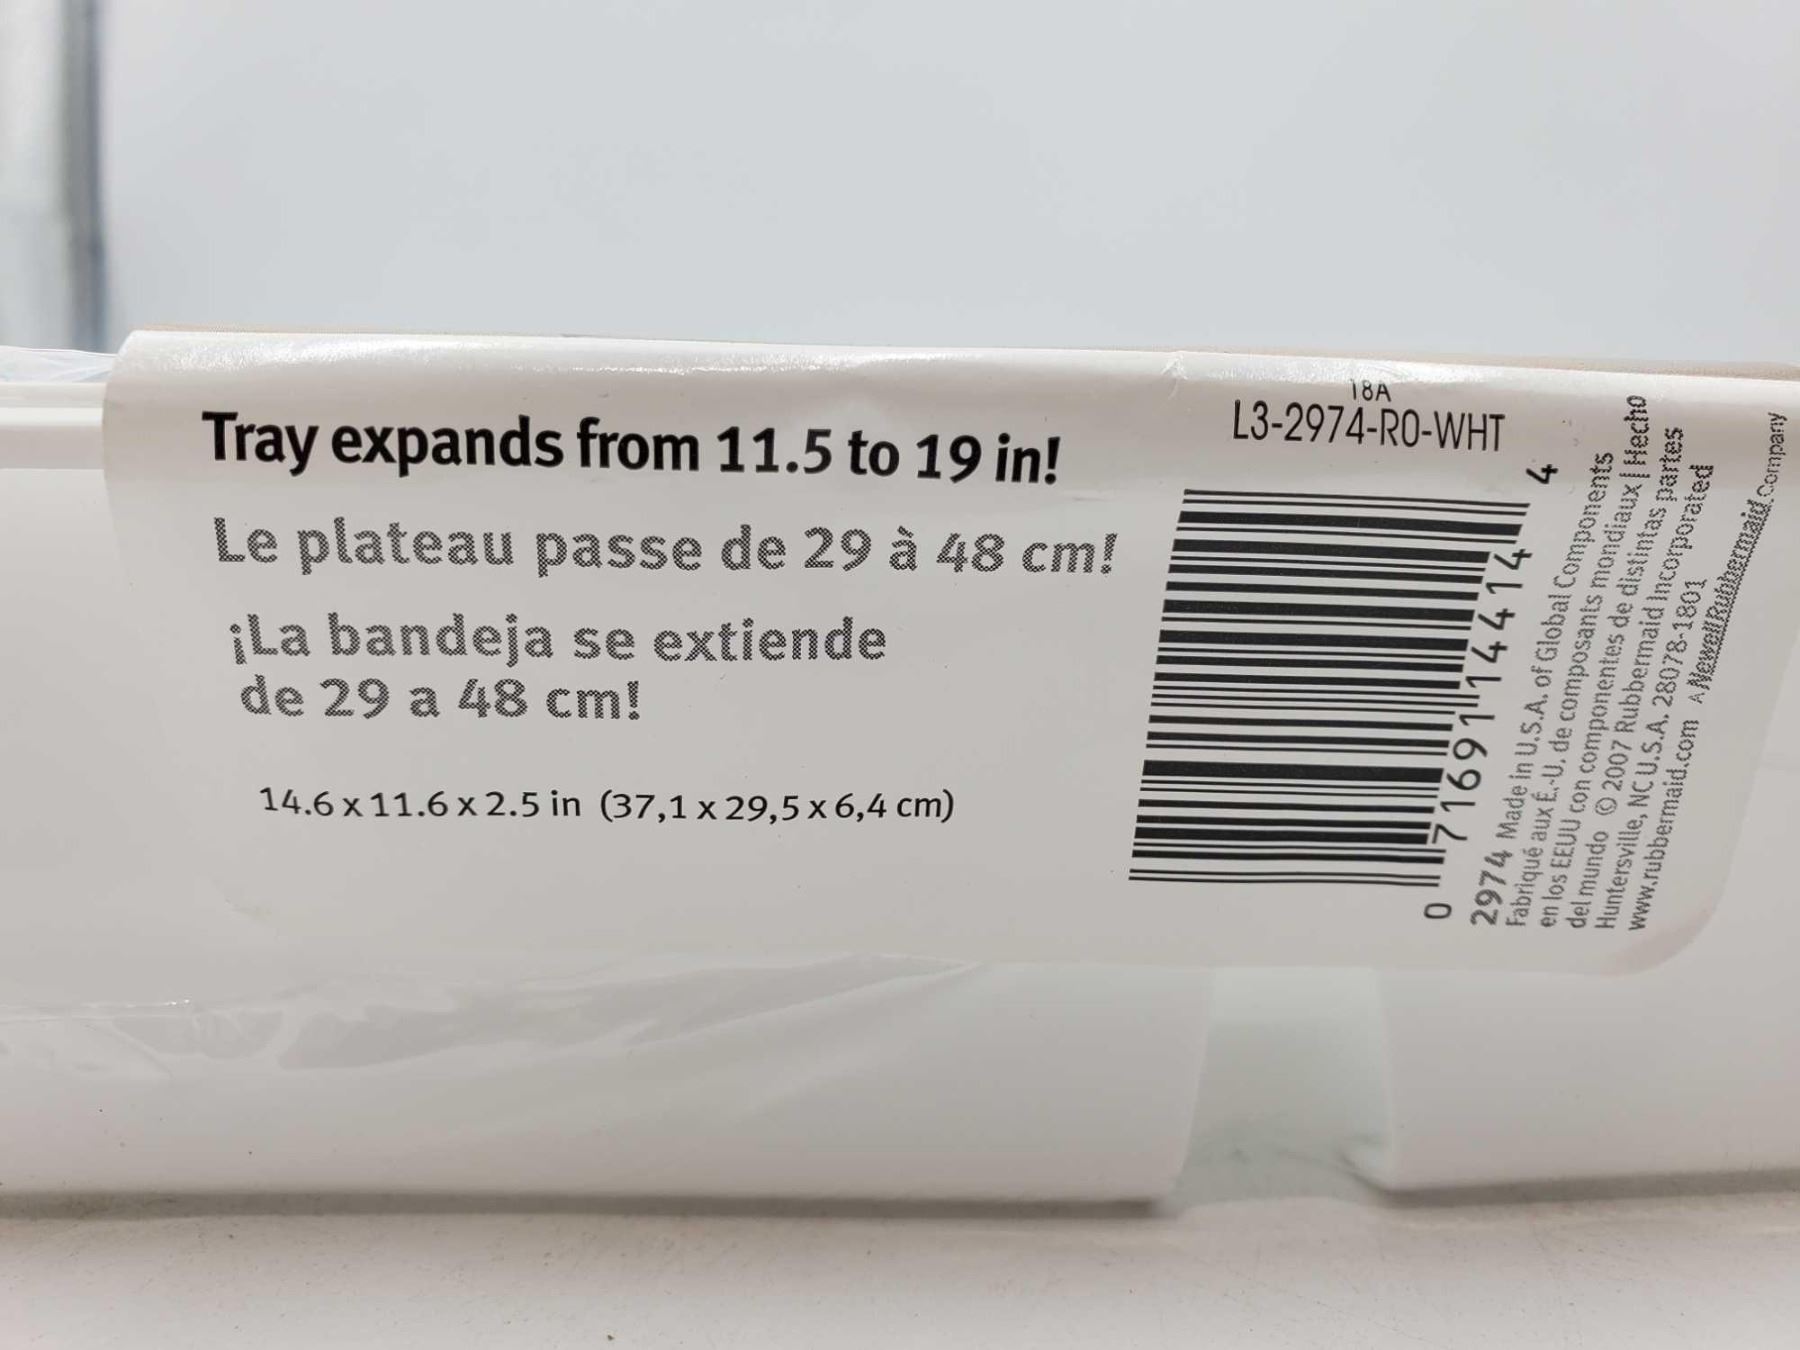 Tray expands from 11.5 to 19 in!
Le plateau passe de 29 à 48 cm!
¡La bandeja se extiende
de 29 a 48 cm!
14.6 x 11.6 x 2.5 in (37,1 x 29,5 x 6,4 cm)
18A
L3-2974-R0-WHT
0 71691 14414 4
2974 Made in U.S.A. of Global Components
Fabriqué aux É.-U. de composants mondiaux | Hecho
en los EEUU con componentes de distintas partes
del mundo © 2007 Rubbermaid Incorporated
Huntersville, NC U.S.A. 28078-1801
www.rubbermaid.com A Newell Rubbermaid Company